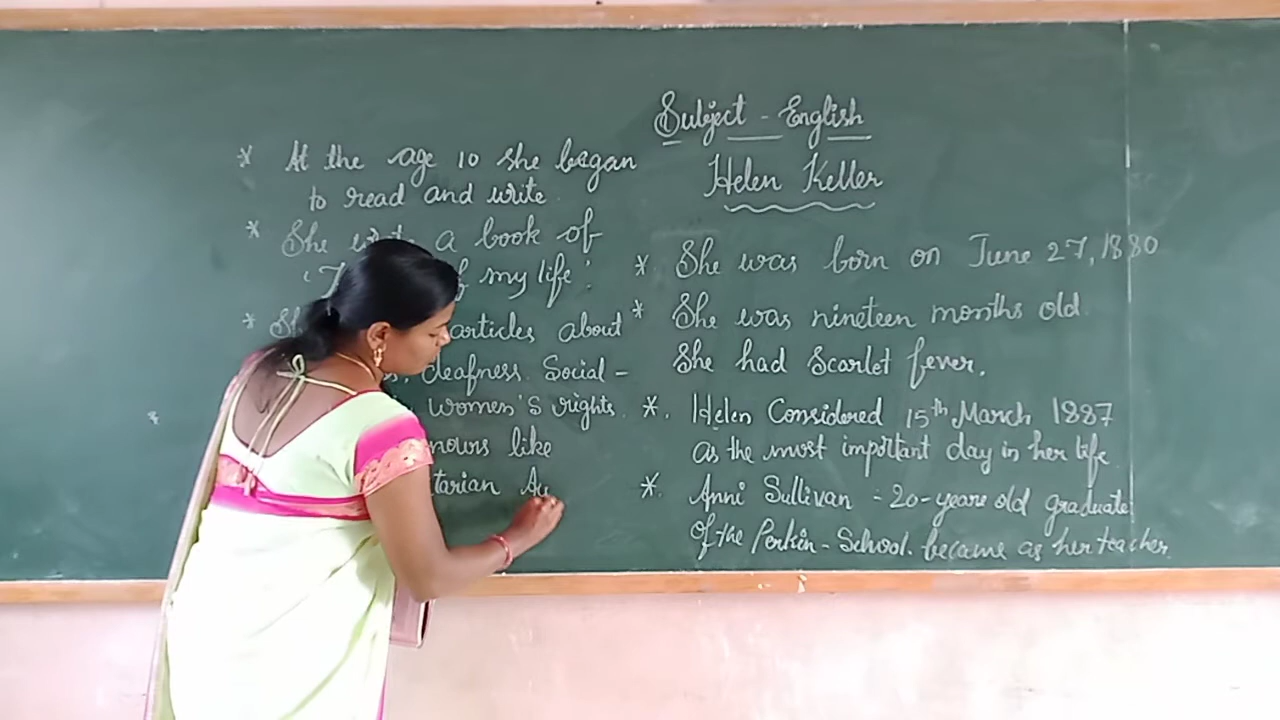 Subject - English
Helen Keller
* She was born on June 27, 1880
* She was nineteen months old
She had Scarlet fever.
*. Helen Considered 15th March 1887
as the most important day in her life
*. Anni Sullivan - 20-years old graduate
of the Perkin - School. became as her teacher
* At the age 10 she began
to read and write
* She a book of
my life'.
* articles about
deafness. Social -
women's rights.
like